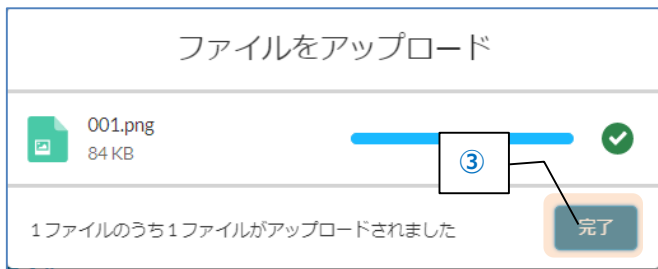 ファイルをアップロード
001.png
84 KB
③
1ファイルのうち1ファイルがアップロードされました
完了